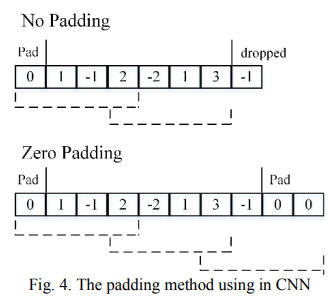 No Padding
Pad dropped
0 1 -1 2 -2 1 3 -1
Zero Padding
Pad Pad
0 1 -1 2 -2 1 3 -1 0 0
Fig. 4. The padding method using in CNN